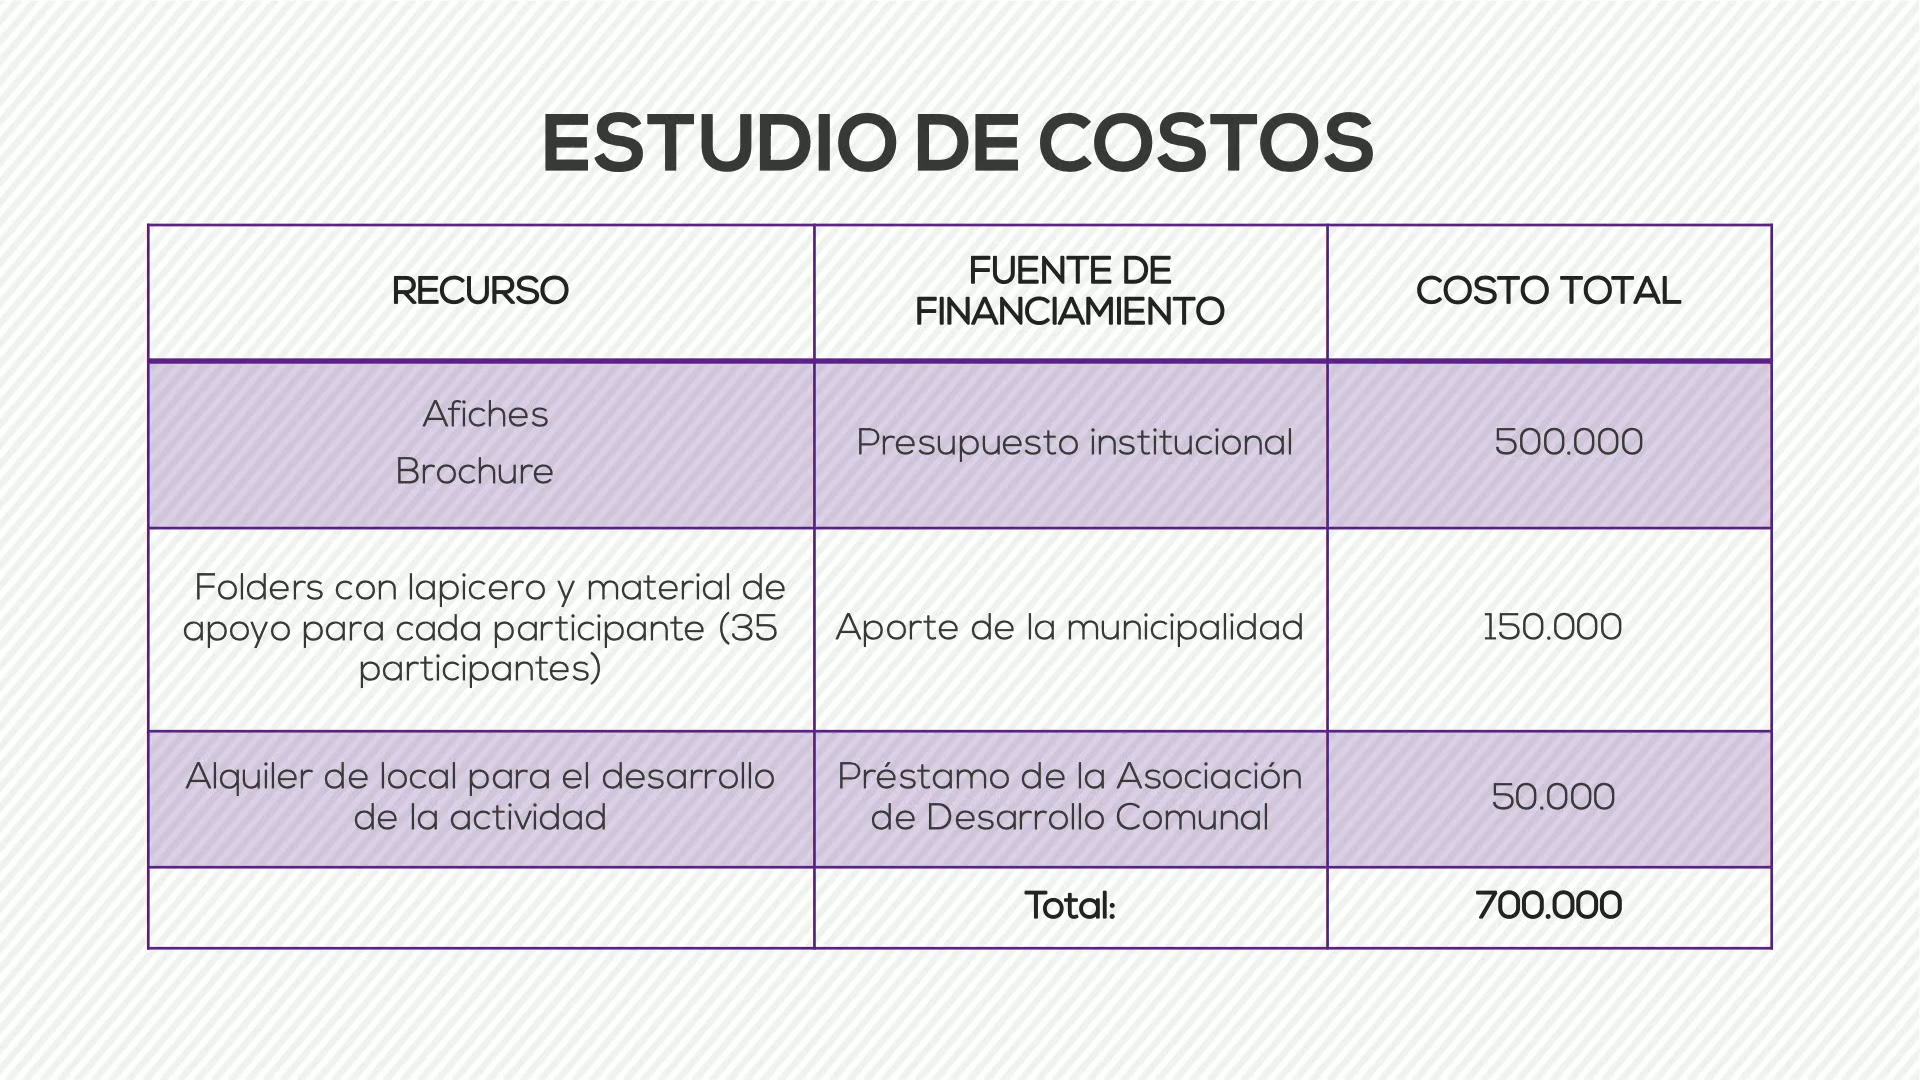 ESTUDIO DE COSTOS
RECURSO
FUENTE DE
FINANCIAMIENTO
COSTO TOTAL
Afiches
Brochure
Presupuesto institucional
500.000
Folders con lapicero y material de
apoyo para cada participante (35
participantes)
Aporte de la municipalidad
150.000
Alquiler de local para el desarrollo
de la actividad
Préstamo de la Asociación
de Desarrollo Comunal
50.000
Total:
700.000